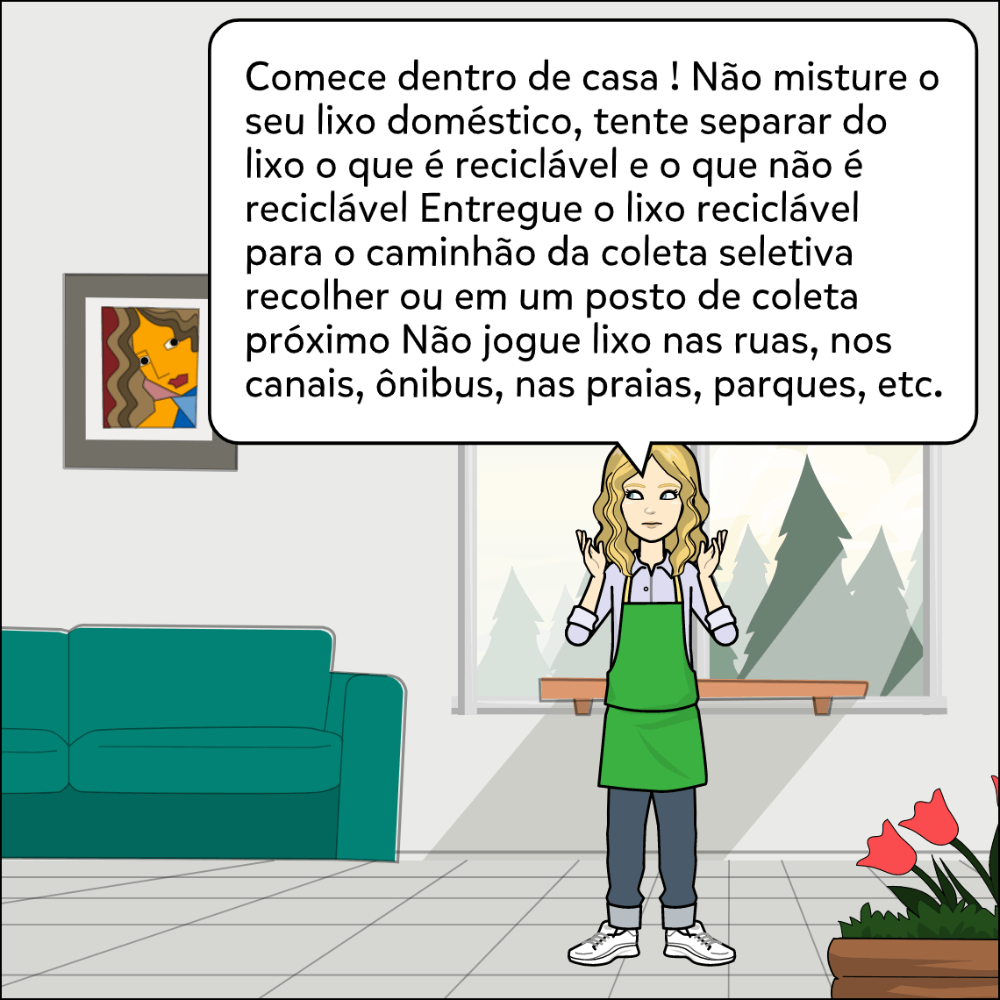 Comece dentro de casa ! Não misture o
seu lixo doméstico, tente separar do
lixo o que é reciclável e o que não é
reciclável Entregue o lixo reciclável
para o caminhão da coleta seletiva
recolher ou em um posto de coleta
próximo Não jogue lixo nas ruas, nos
canais, ônibus, nas praias, parques, etc.